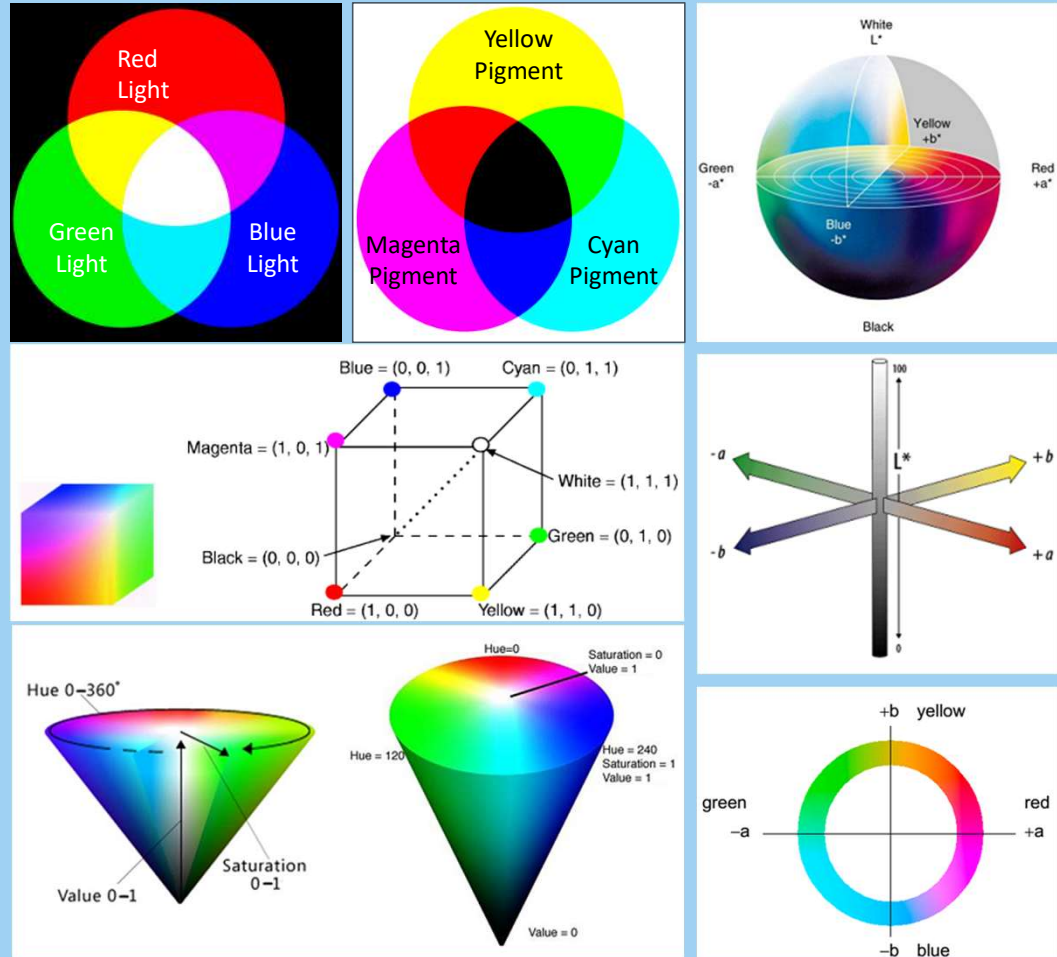 Red
Light
Green
Light
Blue
Light
Yellow
Pigment
Magenta
Pigment
Cyan
Pigment
White
L*
Yellow
+b*
Green
-a*
Red
+a*
Blue
-b*
Black
Blue = (0, 0, 1)
Cyan = (0, 1, 1)
Magenta = (1, 0, 1)
White = (1, 1, 1)
Black = (0, 0, 0)
Green = (0, 1, 0)
Red = (1, 0, 0)
Yellow = (1, 1, 0)
100
L*
-a
+b
-b
+a
0
Hue 0–360°
Saturation
0–1
Value 0–1
Hue=0
Saturation = 0
Value = 1
Hue = 120
Hue = 240
Saturation = 1
Value = 1
Value = 0
+b yellow
green
–a
red
+a
–b blue